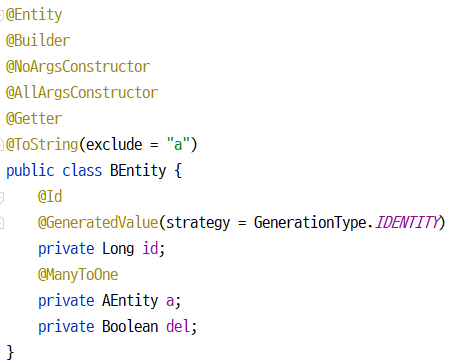 @Entity
@Builder
@NoArgsConstructor
@AllArgsConstructor
@Getter
@ToString(exclude = "a")
public class BEntity {
    @Id
    @GeneratedValue(strategy = GenerationType.IDENTITY)
    private Long id;
    @ManyToOne
    private AEntity a;
    private Boolean del;
}